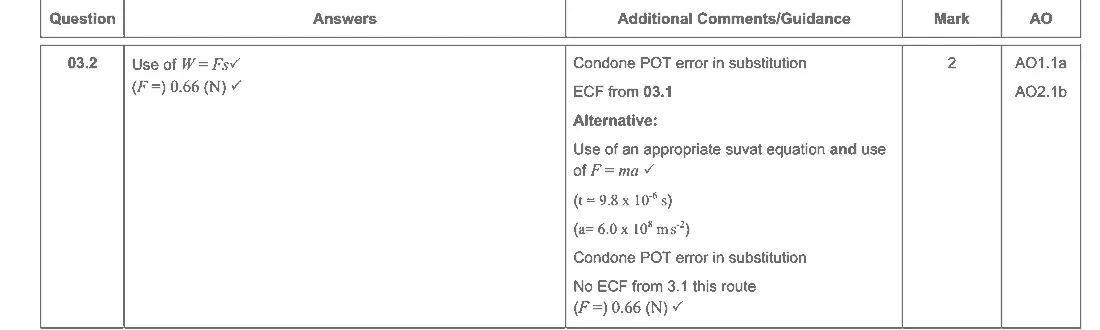 Question Answers Additional Comments/Guidance Mark AO
03.2 Use of W = Fs✓ Condone POT error in substitution 2 AO1.1a
(F =) 0.66 (N) ✓ ECF from 03.1 AO2.1b
Alternative:
Use of an appropriate suvat equation and use
of F = ma ✓
(t = 9.8 x 10⁻⁶ s)
(a= 6.0 x 10⁸ m s⁻²)
Condone POT error in substitution
No ECF from 3.1 this route
(F =) 0.66 (N) ✓